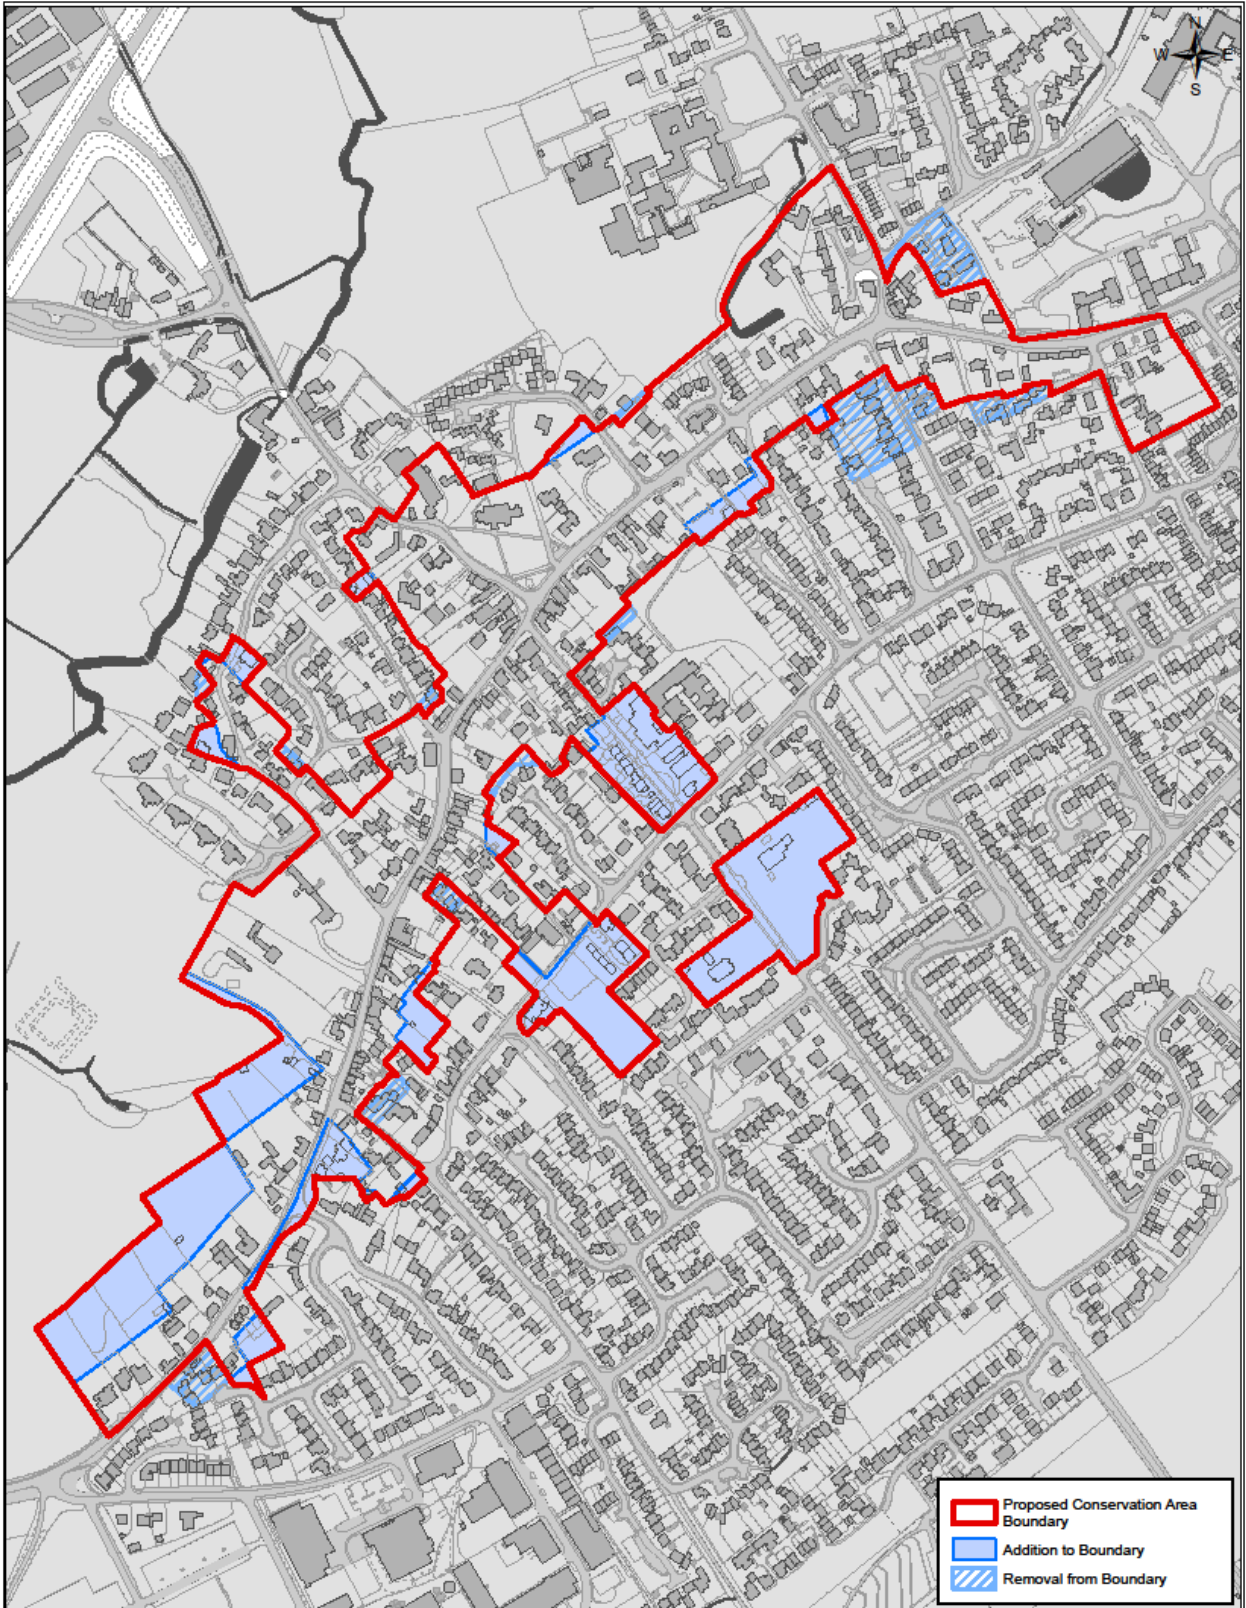 N
W E
S
Proposed Conservation Area
Boundary
Addition to Boundary
Removal from Boundary